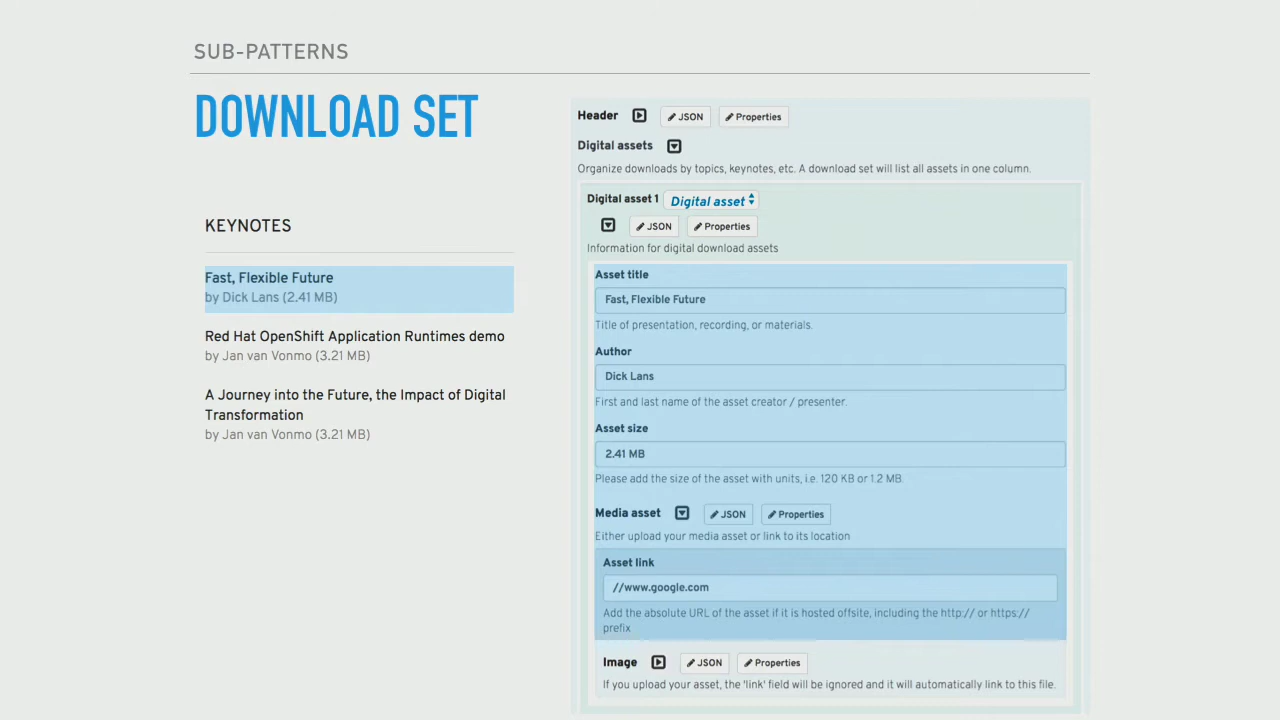 SUB-PATTERNS
DOWNLOAD SET
KEYNOTES
Fast, Flexible Future
by Dick Lans (2.41 MB)
Red Hat OpenShift Application Runtimes demo
by Jan van Vonmo (3.21 MB)
A Journey into the Future, the Impact of Digital
Transformation
by Jan van Vonmo (3.21 MB)
Header JSON Properties
Digital assets
Organize downloads by topics, keynotes, etc. A download set will list all assets in one column.
Digital asset 1 Digital asset
JSON Properties
Information for digital download assets
Asset title
Fast, Flexible Future
Title of presentation, recording, or materials.
Author
Dick Lans
First and last name of the asset creator / presenter.
Asset size
2.41 MB
Please add the size of the asset with units, i.e. 120 KB or 1.2 MB.
Media asset JSON Properties
Either upload your media asset or link to its location
Asset link
//www.google.com
Add the absolute URL of the asset if it is hosted offsite, including the http:// or https://
prefix
Image JSON Properties
If you upload your asset, the 'link' field will be ignored and it will automatically link to this file.